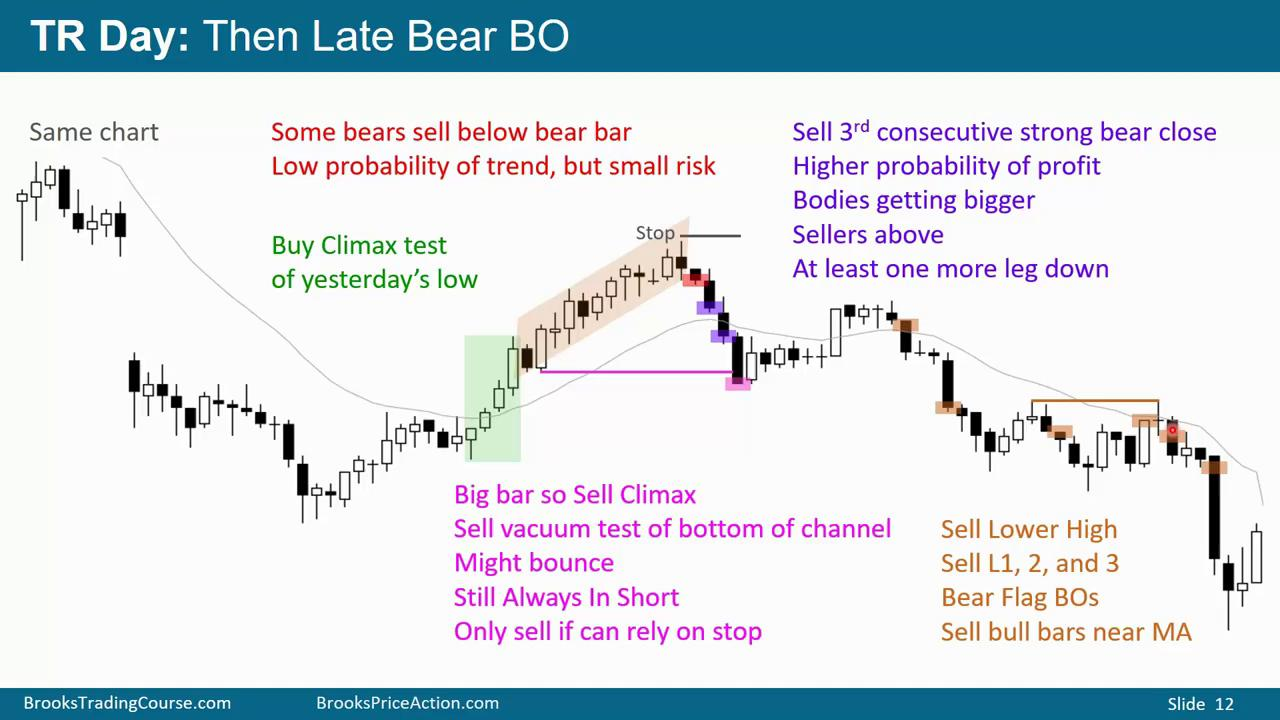 TR Day: Then Late Bear BO
Same chart
Some bears sell below bear bar
Low probability of trend, but small risk
Buy Climax test
of yesterday's low
Stop
Sell 3rd consecutive strong bear close
Higher probability of profit
Bodies getting bigger
Sellers above
At least one more leg down
Big bar so Sell Climax
Sell vacuum test of bottom of channel
Might bounce
Still Always In Short
Only sell if can rely on stop
Sell Lower High
Sell L1, 2, and 3
Bear Flag BOs
Sell bull bars near MA
BrooksTradingCourse.com
BrooksPriceAction.com
Slide 12